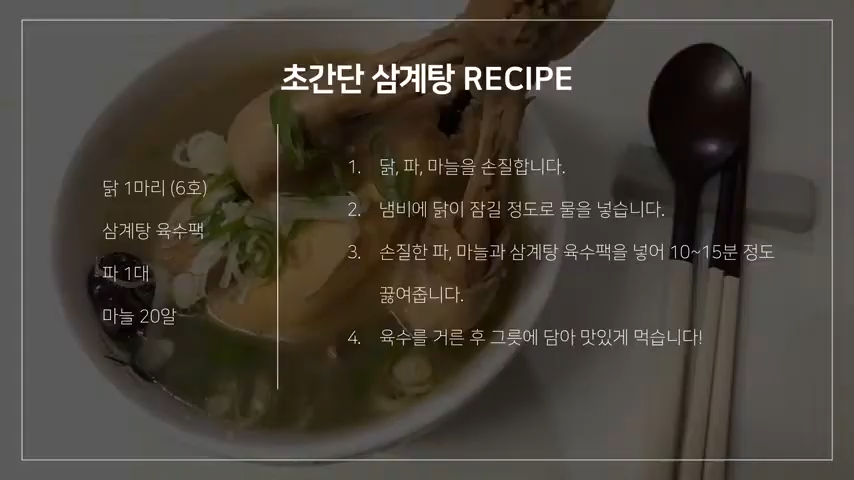 초간단 삼계탕 RECIPE
닭 1마리 (6호)
삼계탕 육수팩
파 1대
마늘 20알
1. 닭, 파, 마늘을 손질합니다.
2. 냄비에 닭이 잠길 정도로 물을 넣습니다.
3. 손질한 파, 마늘과 삼계탕 육수팩을 넣어 10~15분 정도
끓여줍니다.
4. 육수를 거른 후 그릇에 담아 맛있게 먹습니다!